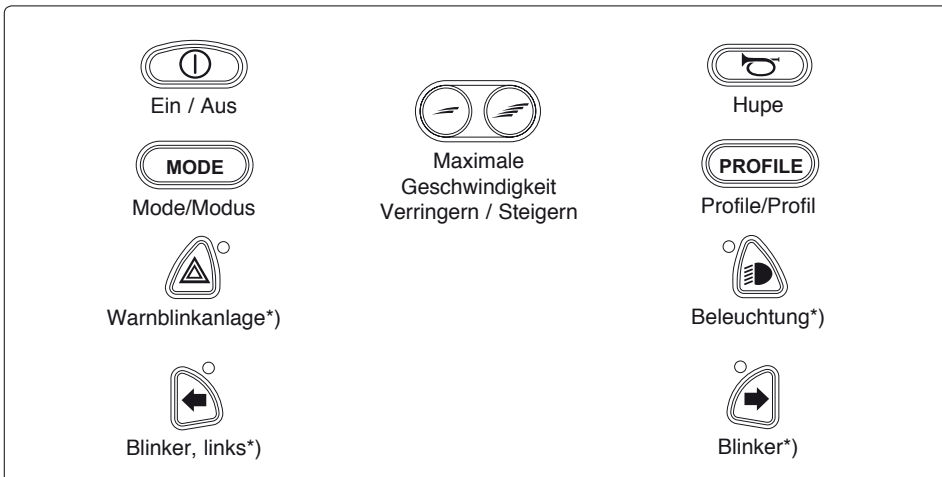 Ein / Aus
Hupe
Maximale
Geschwindigkeit
Verringern / Steigern
MODE
Mode/Modus
PROFILE
Profile/Profil
Warnblinkanlage*)
Beleuchtung*)
Blinker, links*)
Blinker*)